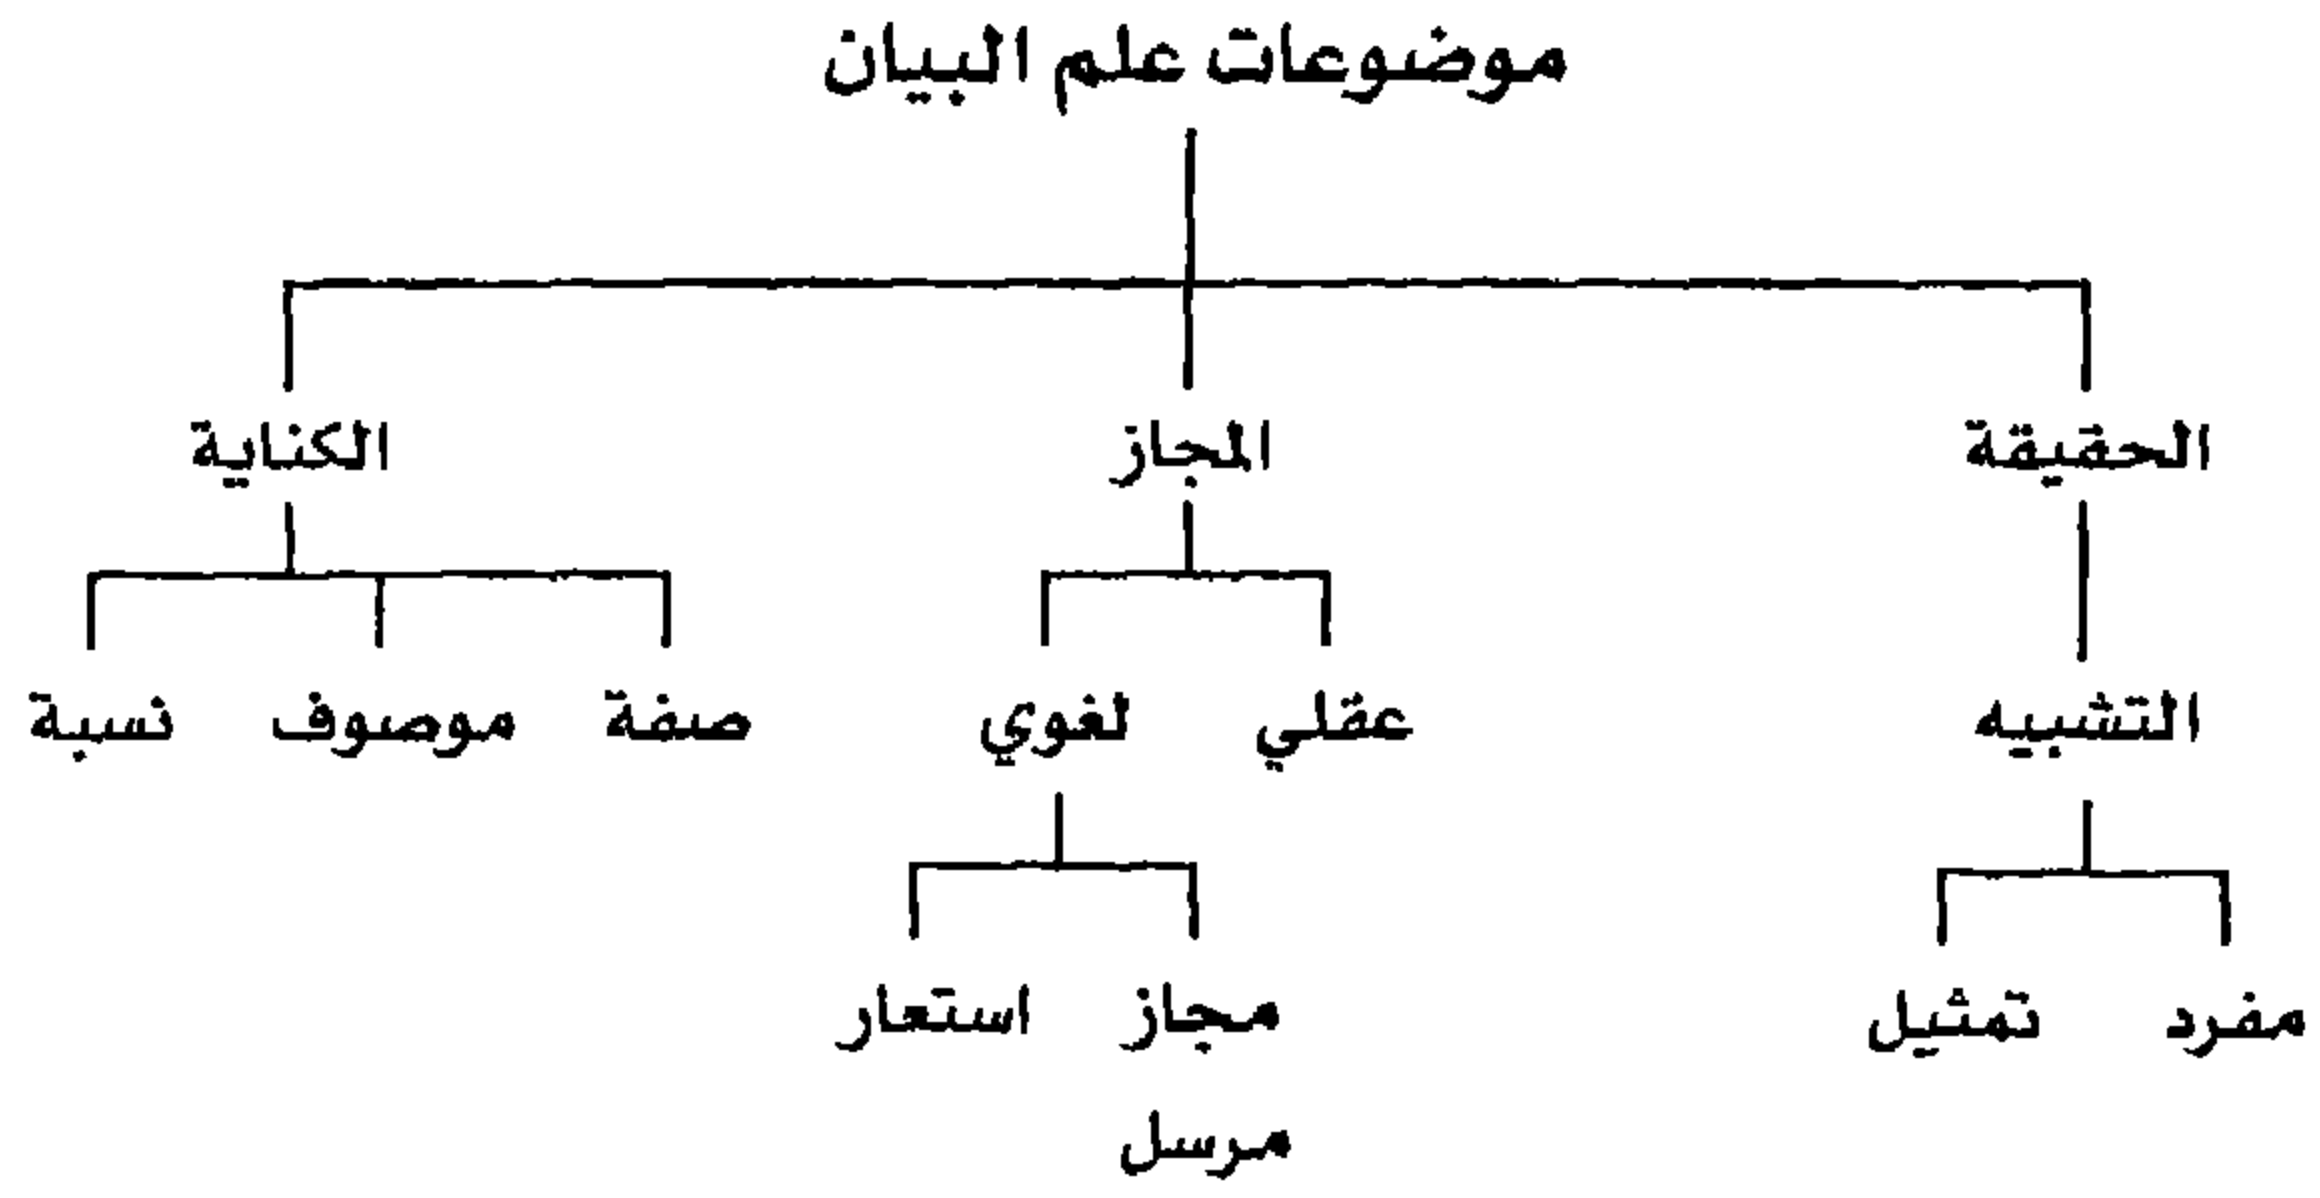 موضوعات علم البيان
الحقيقة المجاز الكناية
التشبيه عقلي لغوي صفة موصوف نسبة
مفرد تمثيل مجاز استعار
مرسل